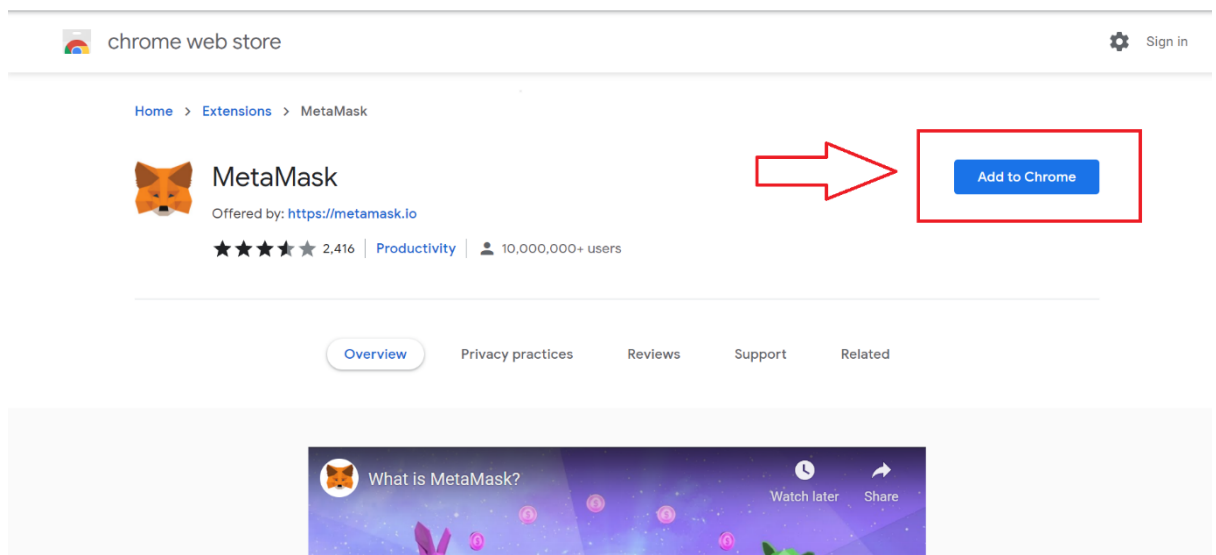 chrome web store
Sign in
Home > Extensions > MetaMask
MetaMask
Offered by: https://metamask.io
2,416 | Productivity | 10,000,000+ users
Add to Chrome
Overview Privacy practices Reviews Support Related
What is MetaMask?
Watch later Share